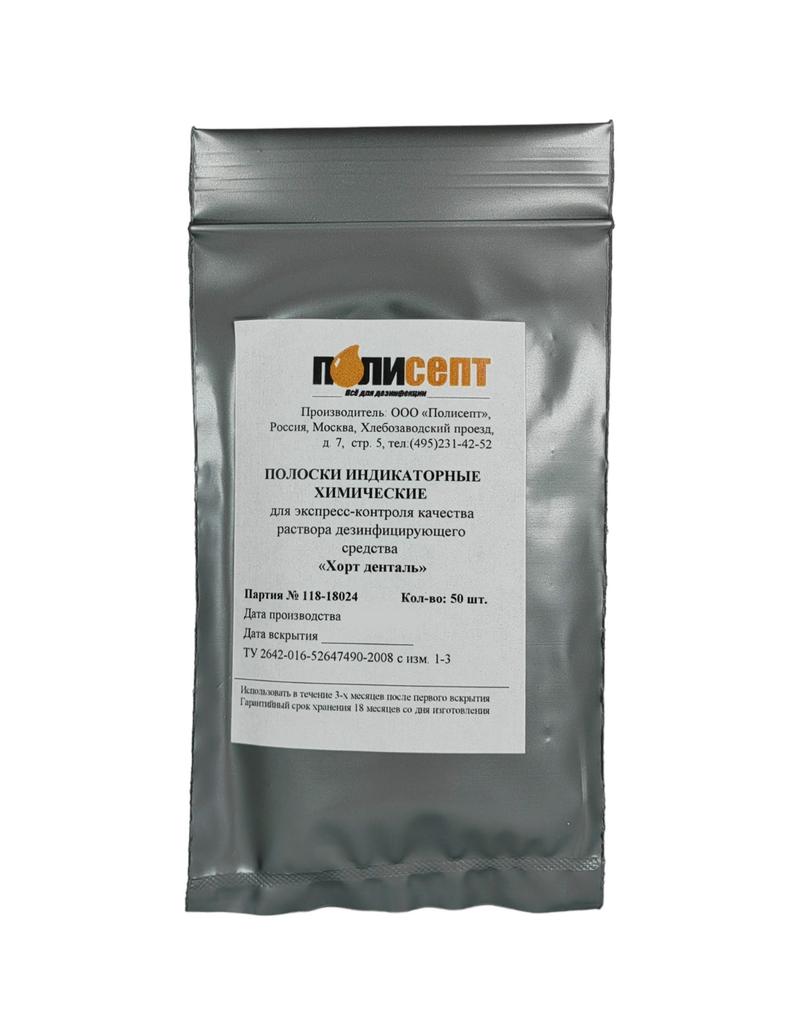 ПОЛИСЕПТ
Всё для дезинфекции
Производитель: ООО «Полисепт»,
Россия, Москва, Хлебозаводский проезд,
д. 7, стр. 5, тел:(495)231-42-52
ПОЛОСКИ ИНДИКАТОРНЫЕ
ХИМИЧЕСКИЕ
для экспресс-контроля качества
раствора дезинфицирующего
средства
«Хорт денталь»
Партия № 118-18024 Кол-во: 50 шт.
Дата производства
Дата вскрытия
ТУ 2642-016-52647490-2008 с изм. 1-3
Использовать в течение 3-х месяцев после первого вскрытия
Гарантийный срок хранения 18 месяцев со дня изготовления